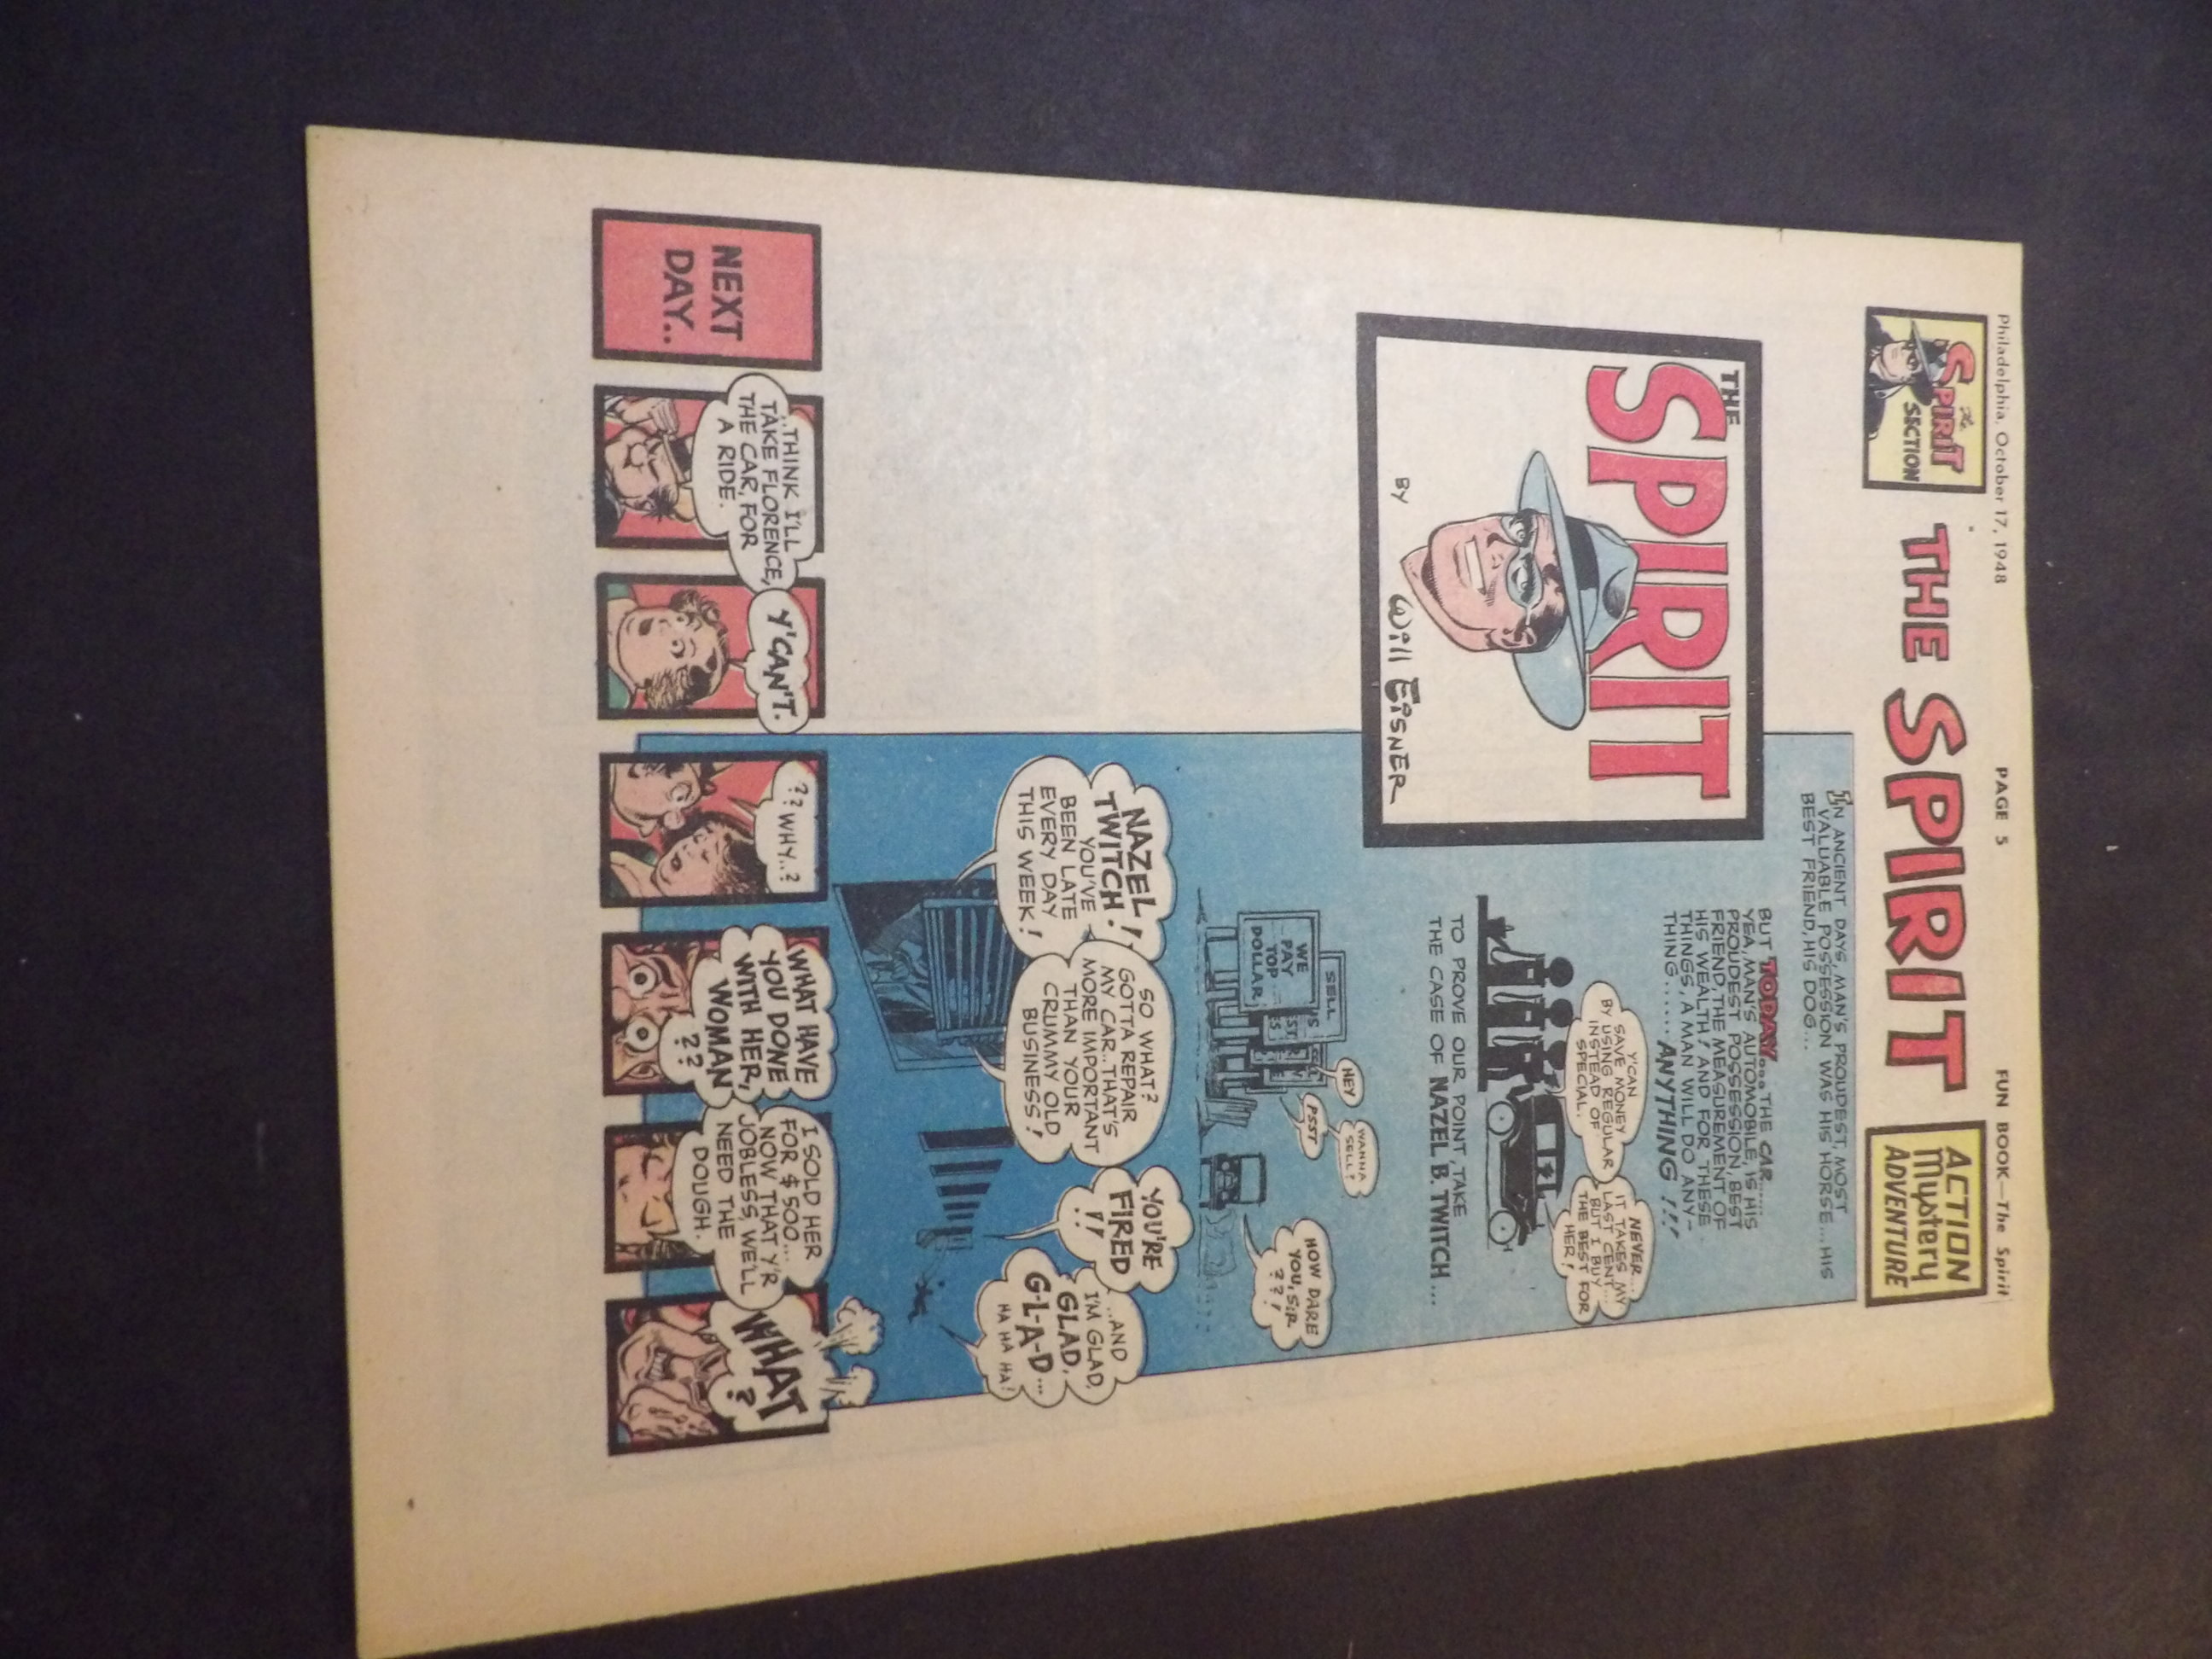 Philadelphia, October 17, 1948
PAGE 5
FUN BOOK—The Spirit
The
SPIRIT
SECTION
THE SPIRIT
ACTION
Mystery
ADVENTURE
THE
SPIRIT
BY
Will Eisner
IN ANCIENT DAYS, MAN'S PROUDEST, MOST
VALUABLE POSSESSION WAS HIS HORSE... HIS
BEST FRIEND, HIS DOG...
BUT TODAY... THE CAR......
YEA, MAN'S AUTOMOBILE, IS HIS
PROUDEST POSSESSION, BEST
FRIEND, THE MEASUREMENT OF
HIS WEALTH! AND FOR THESE
THINGS, A MAN WILL DO ANY-
THING..... ANYTHING!!!
Y'CAN
SAVE MONEY
BY USING REGULAR
INSTEAD OF
SPECIAL.
NEVER...
IT TAKES MY
LAST CENT...
BUT I BUY
THE BEST FOR
HER!
TO PROVE OUR POINT TAKE
THE CASE OF NAZEL B. TWITCH...
SELL
WE
PAY
TOP
DOLLAR
HEY
PSST
WANNA
SELL?
HOW DARE
YOU, SIR
??!
NAZEL
TWITCH!
YOU'VE
BEEN LATE
EVERY DAY
THIS WEEK!
SO WHAT?
GOTTA REPAIR
MY CAR.. THAT'S
MORE IMPORTANT
THAN YOUR
CRUMMY OLD
BUSINESS!
YOU'RE
FIRED
!!
...AND
I'M GLAD,
GLAD,
G-L-A-D...
HA HA HA!
NEXT
DAY..
..THINK I'LL
TAKE FLORENCE,
THE CAR, FOR
A RIDE.
Y'CAN'T.
??WHY..?
WHAT HAVE
YOU DONE
WITH HER,
WOMAN
??
I SOLD HER
FOR $500...
NOW THAT Y'R
JOBLESS, WE'LL
NEED THE
DOUGH.
WHAT
?